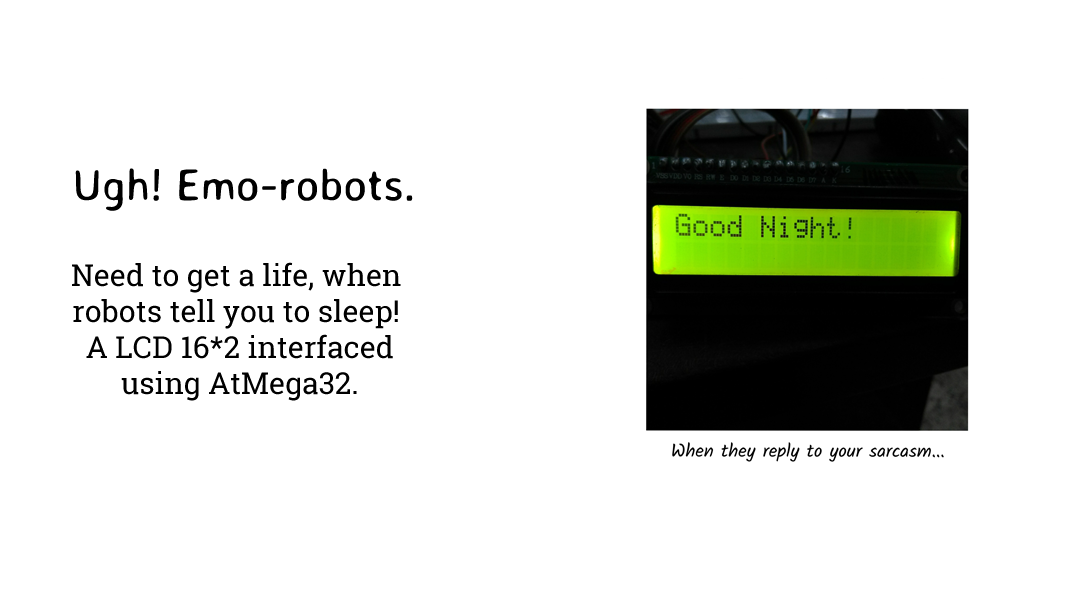 Ugh! Emo-robots.
Need to get a life, when
robots tell you to sleep!
A LCD 16*2 interfaced
using AtMega32.
Good Night!
When they reply to your sarcasm...